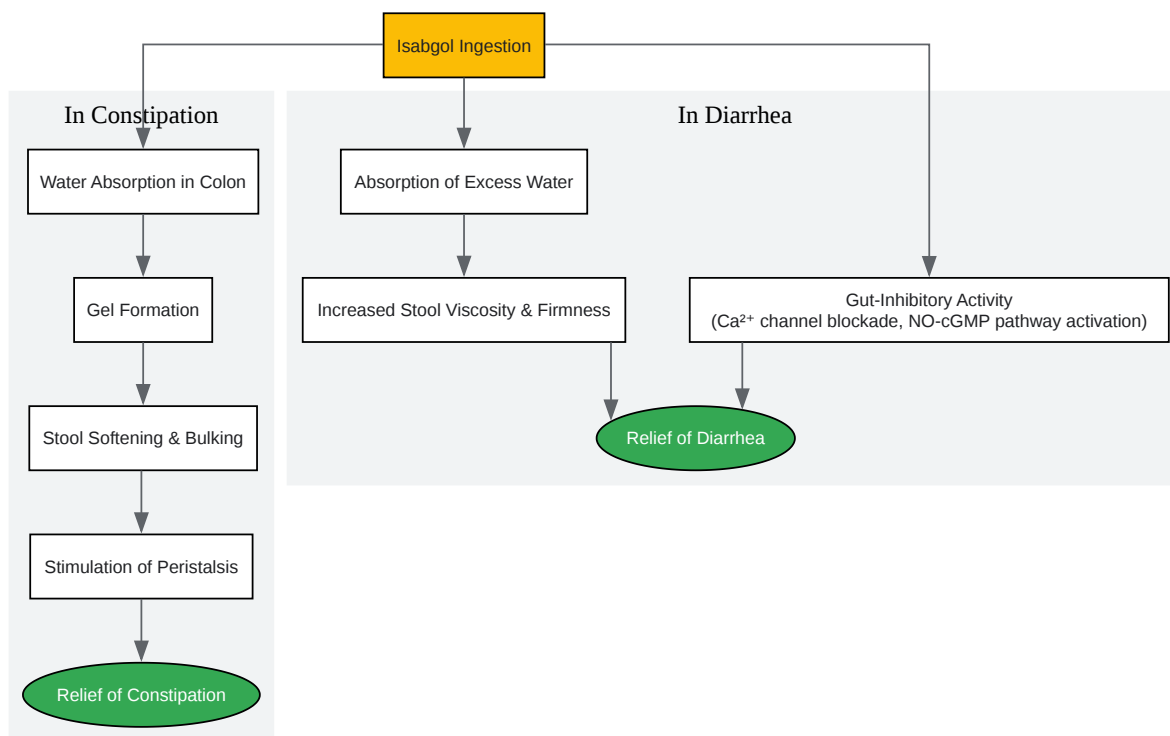 Isabgol Ingestion
In Constipation
Water Absorption in Colon
Gel Formation
Stool Softening & Bulking
Stimulation of Peristalsis
Relief of Constipation
In Diarrhea
Absorption of Excess Water
Increased Stool Viscosity & Firmness
Gut-Inhibitory Activity
(Ca²⁺ channel blockade, NO-cGMP pathway activation)
Relief of Diarrhea